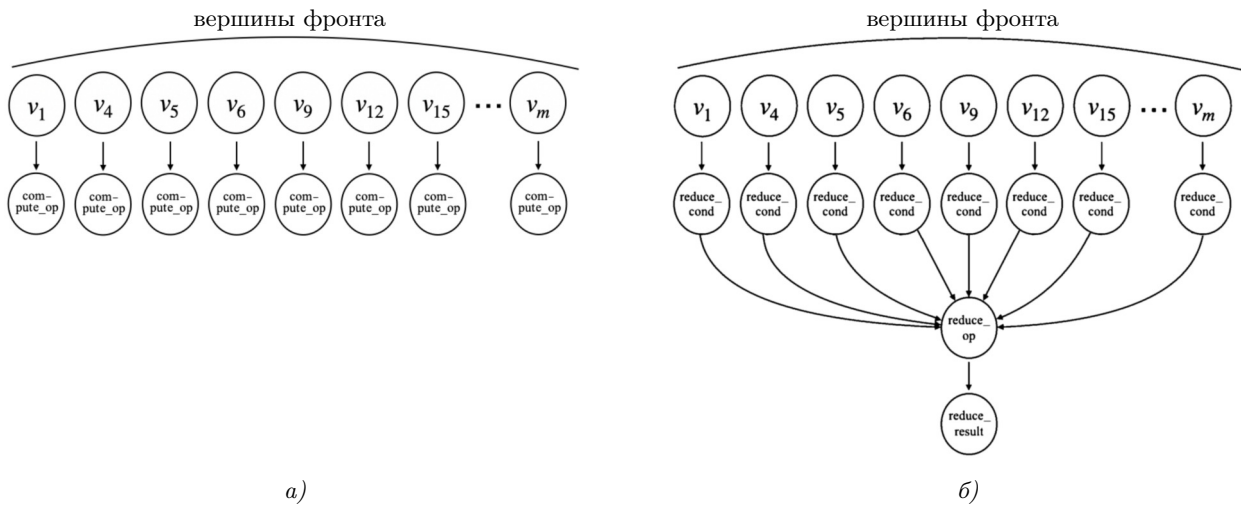 вершины фронта вершины фронта
v₁ v₄ v₅ v₆ v₉ v₁₂ v₁₅ ··· vₘ v₁ v₄ v₅ v₆ v₉ v₁₂ v₁₅ ··· vₘ
com- com- com- com- com- com- com- com- reduce_ reduce_ reduce_ reduce_ reduce_ reduce_ reduce_ reduce_
pute_op pute_op pute_op pute_op pute_op pute_op pute_op pute_op cond cond cond cond cond cond cond cond
reduce_
op
reduce_
result
а) б)